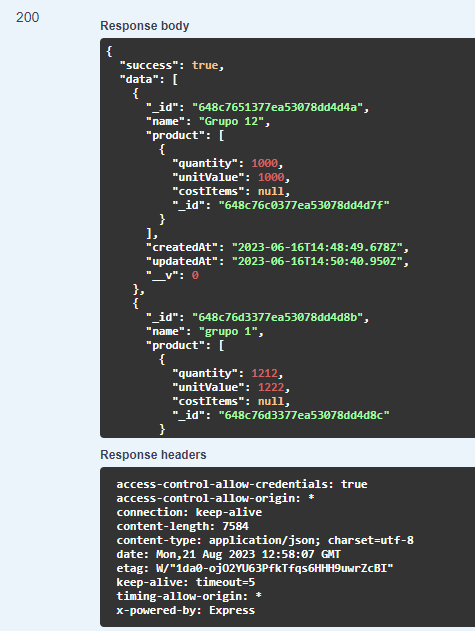 200
Response body
{
  "success": true,
  "data": [
    {
      "_id": "648c7651377ea53078dd4d4a",
      "name": "Grupo 12",
      "product": [
        {
          "quantity": 1000,
          "unitValue": 1000,
          "costItems": null,
          "_id": "648c76c0377ea53078dd4d7f"
        }
      ],
      "createdAt": "2023-06-16T14:48:49.678Z",
      "updatedAt": "2023-06-16T14:50:40.950Z",
      "__v": 0
    },
    {
      "_id": "648c76d3377ea53078dd4d8b",
      "name": "grupo 1",
      "product": [
        {
          "quantity": 1212,
          "unitValue": 1222,
          "costItems": null,
          "_id": "648c76d3377ea53078dd4d8c"
        }
Response headers
access-control-allow-credentials: true
access-control-allow-origin: *
connection: keep-alive
content-length: 7584
content-type: application/json; charset=utf-8
date: Mon,21 Aug 2023 12:58:07 GMT
etag: W/"1da0-ojO2YU63PfkTfqs6HHH9uwrZcBI"
keep-alive: timeout=5
timing-allow-origin: *
x-powered-by: Express